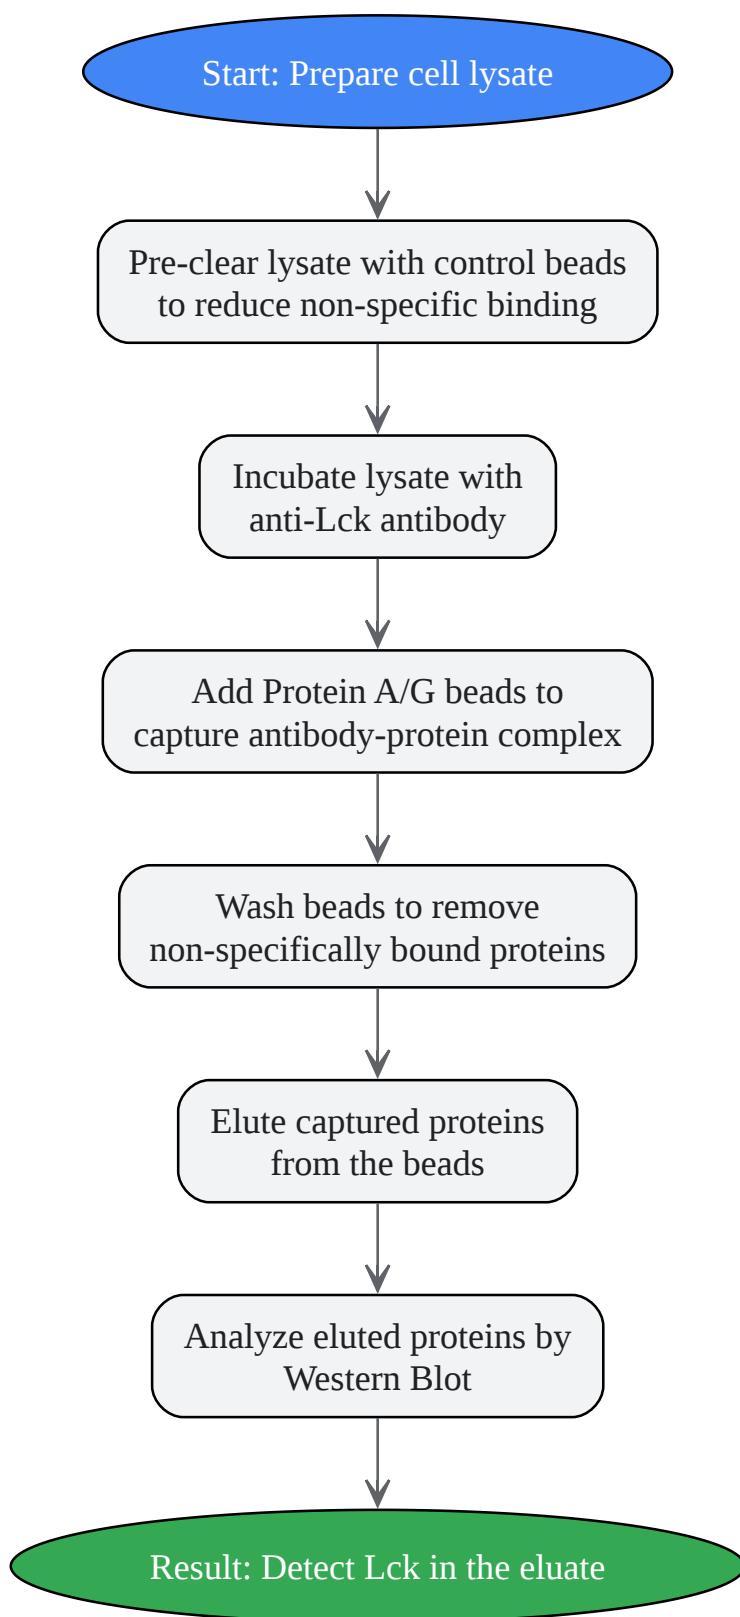 Start: Prepare cell lysate
Pre-clear lysate with control beads
to reduce non-specific binding
Incubate lysate with
anti-Lck antibody
Add Protein A/G beads to
capture antibody-protein complex
Wash beads to remove
non-specifically bound proteins
Elute captured proteins
from the beads
Analyze eluted proteins by
Western Blot
Result: Detect Lck in the eluate